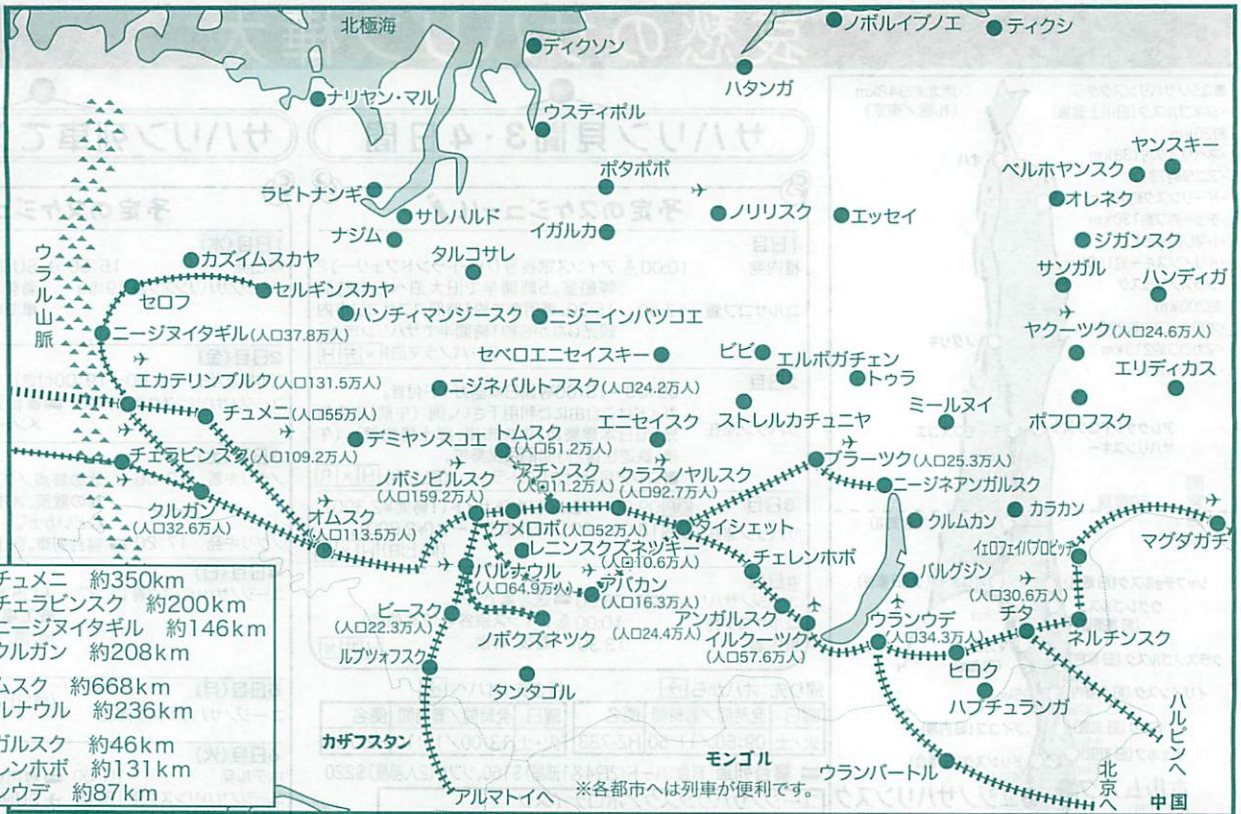 北極海
ノボルイブノエ
ティクシ
ディクソン
ハタンガ
ナリヤン・マル
ウスティポル
ヤンスキー
ポタポボ
ベルホヤンスク
ラビトナンギ
オレネク
サレハルド
ノリリスク
エッセイ
ナジム
イガルカ
ジガンスク
ウラル山脈
カズイムスカヤ
タルコサレ
サンガル
ハンディガ
セロフ
セルギンスカヤ
ハンティマンジースク
ニジニインバツコエ
ニージヌイタギル(人口37.8万人)
ヤクーツク(人口24.6万人)
セベロエニセイスキー
ビビ
エルボガチェン
エカテリンブルク(人口131.5万人)
トゥラ
エリディカス
ニジネバルトフスク(人口24.2万人)
チュメニ(人口55万人)
ストレルカチュニヤ
ミールヌイ
ポフロフスク
エニセイスク
デミヤンスコエ
トムスク
(人口51.2万人)
チェラビンスク(人口109.2万人)
アチンスク
(人口11.2万人)
クラスノヤルスク
(人口92.7万人)
ブラーツク(人口25.3万人)
ノボシビルスク
(人口159.2万人)
ニージネアンガルスク
クルガン
(人口32.6万人)
オムスク
(人口113.5万人)
ケメロボ(人口52万人)
タイシェット
クルムカン
カラカン
マグダガチ
レニンスクズネツキー
(人口10.6万人)
チェレンホボ
イェロフェイパブロビッチ
バルナウル
(人口64.9万人)
アバカン
(人口16.3万人)
バルグジン
(人口30.6万人)
チタ
ビースク
(人口22.3万人)
アンガルスク
(人口24.4万人)
ウランウデ
(人口34.3万人)
ネルチンスク
ノボクズネツク
イルクーツク
(人口57.6万人)
ルブツォフスク
ヒロク
タンタゴル
ハプチュランガ
カザフスタン
モンゴル
ウランバートル
ハルビンへ
北京へ
アルマトイへ
※各都市へは列車が便利です。
中国
チュメニ 約350km
チェラビンスク 約200km
ニージヌイタギル 約146km
クルガン 約208km
ムスク 約668km
ルナウル 約236km
ガルスク 約46km
レンホボ 約131km
ンウデ 約87km